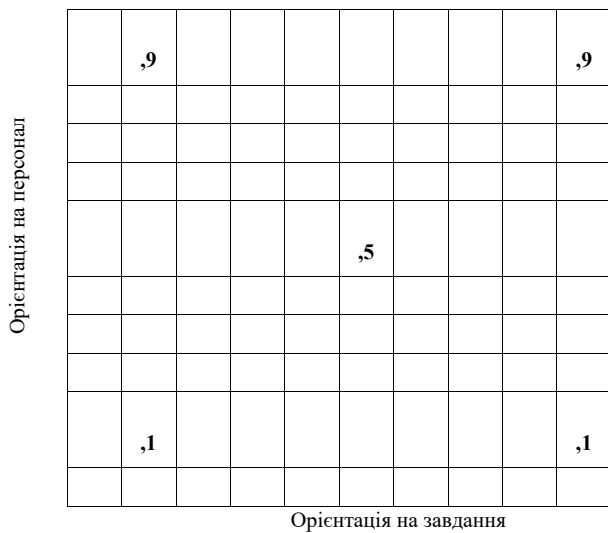 ,9 ,9
Орієнтація на персонал
,5
,1 ,1
Орієнтація на завдання